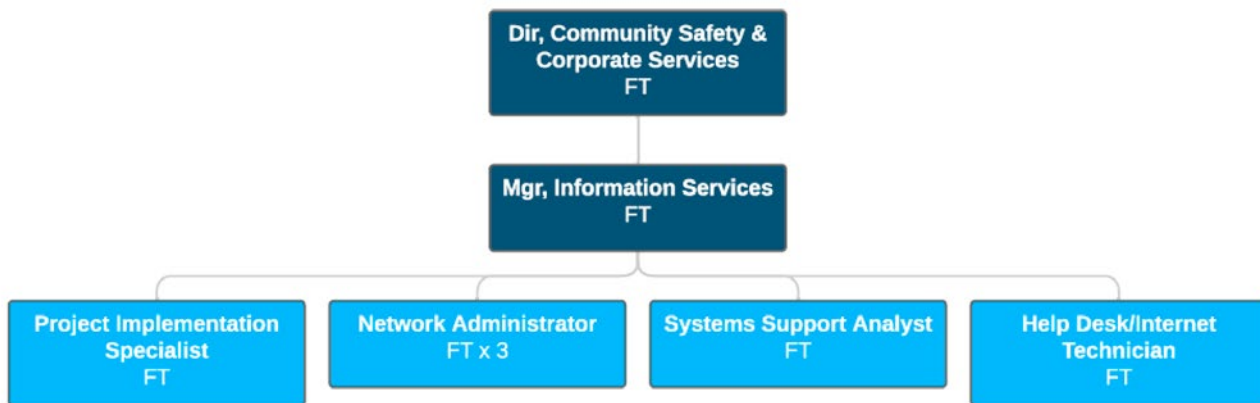 Dir, Community Safety &
Corporate Services
FT
Mgr, Information Services
FT
Project Implementation
Specialist
FT
Network Administrator
FT x 3
Systems Support Analyst
FT
Help Desk/Internet
Technician
FT